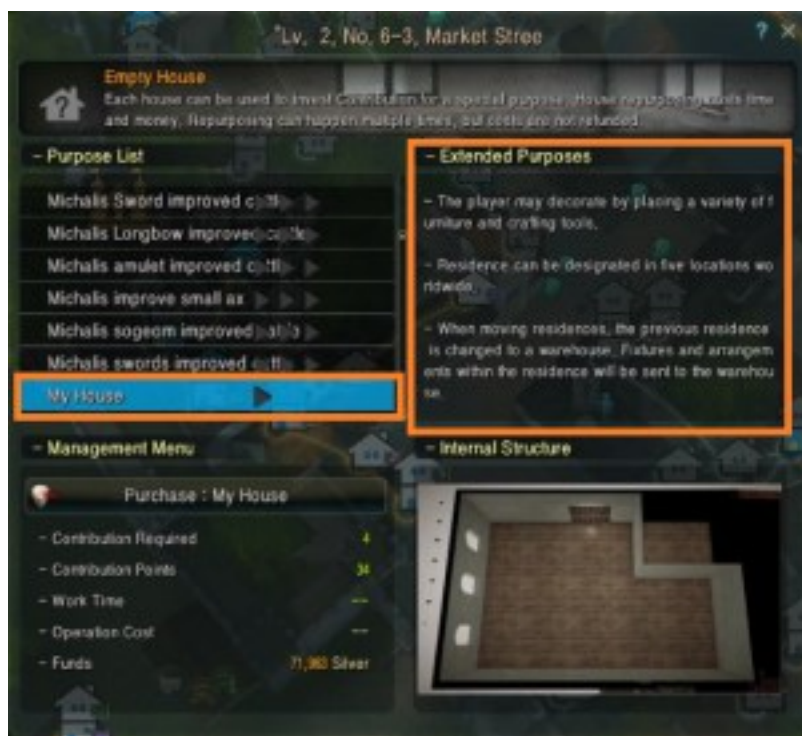 Lv. 2, No. 6-3, Market Stree
? ×
Empty House
Each house can be used to invest Contribution for a special purpose. House repurposing costs time
and money. Repurposing can happen multiple times, but costs are not refunded.
- Purpose List
Michalis Sword improved
Michalis Longbow improved
Michalis amulet improved
Michalis improve small ax
Michalis sogeom improved
Michalis swords improved
My House
- Extended Purposes
- The player may decorate by placing a variety of f
urniture and crafting tools.
- Residence can be designated in five locations wo
rldwide.
- When moving residences, the previous residence
is changed to a warehouse. Fixtures and arrangem
ents within the residence will be sent to the warehou
se.
- Management Menu
Purchase : My House
- Contribution Required 4
- Contribution Points 34
- Work Time --
- Operation Cost --
- Funds 71,963 Silver
- Internal Structure